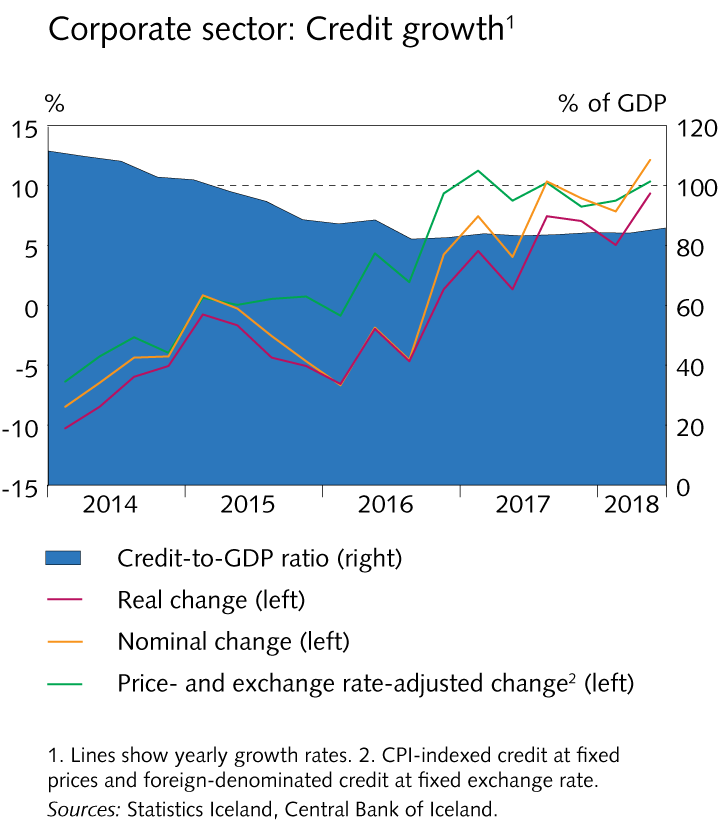 Corporate sector: Credit growth¹
% % of GDP
15 120
10 100
5 80
0 60
-5 40
-10 20
-15 0
2014 2015 2016 2017 2018
Credit-to-GDP ratio (right)
Real change (left)
Nominal change (left)
Price- and exchange rate-adjusted change² (left)
1. Lines show yearly growth rates. 2. CPI-indexed credit at fixed
prices and foreign-denominated credit at fixed exchange rate.
Sources: Statistics Iceland, Central Bank of Iceland.